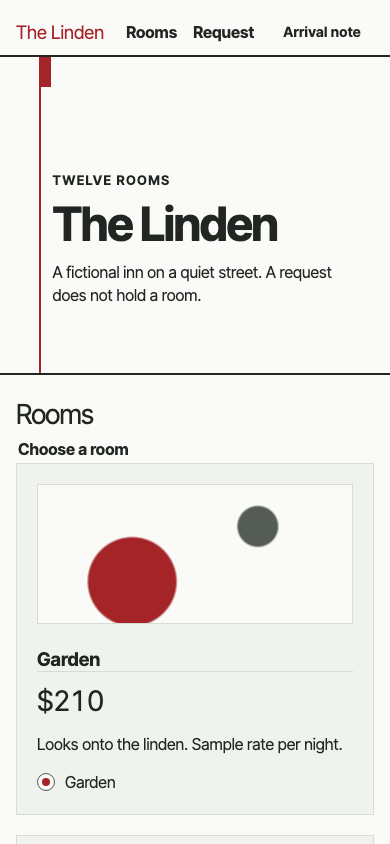 The Linden
Rooms
Request
Arrival note
TWELVE ROOMS
The Linden
A fictional inn on a quiet street. A request
does not hold a room.
Rooms
Choose a room
Garden
$210
Looks onto the linden. Sample rate per night.
Garden